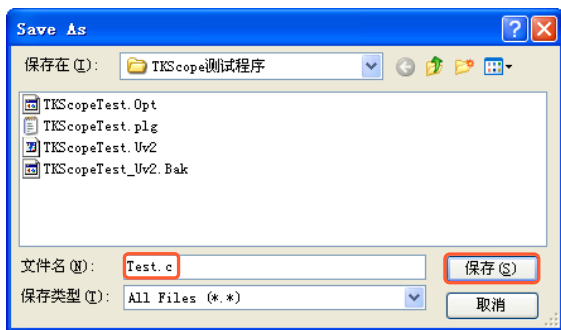 Save As
保存在(I): TKScope测试程序
TKScopeTest.Opt
TKScopeTest.plg
TKScopeTest.Uv2
TKScopeTest_Uv2.Bak
文件名(N): Test.c 保存(S)
保存类型(T): All Files (*.*) 取消